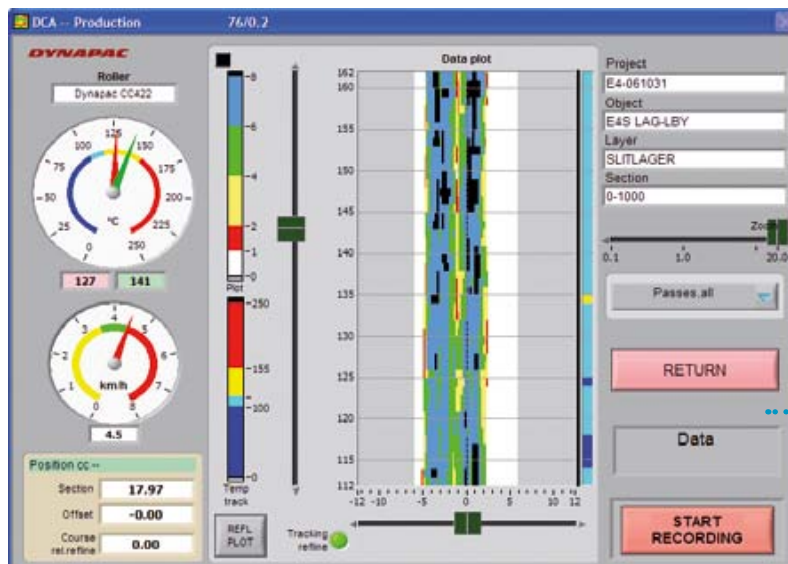 DCA -- Production 76/0.2
DYNAPAC
Roller
Dynapac CC422
0 25 50 75 100 125 150 175 200 225 250
°C
127 141
0 1 2 3 4 5 6 7 8
km/h
4.5
Position cc --
Section 17.97
Offset -0.00
Course rel.refline 0.00
8
6
4
2
1
0
Plot
250
155
100
0
Temp track
REFL PLOT
Data plot
162
160
155
150
145
140
135
130
125
120
115
112
-12 -10 -5 0 5 10 12
Tracking refline
Project
E4-061031
Object
E4S LAG-LBY
Layer
SLITLAGER
Section
0-1000
Zoom
0.1 1.0 20.0
Passes.all
RETURN
Data
START RECORDING